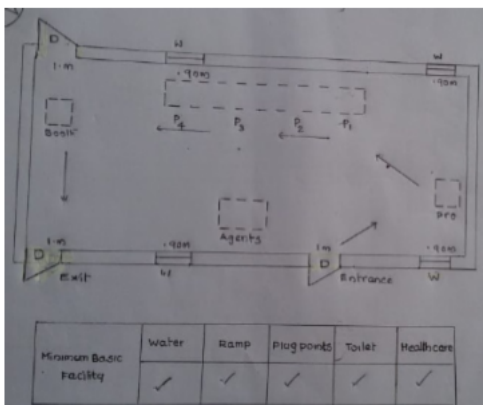 D
W
W
1.m
.90m
.90m
Booth
P4 P3 P2 P1
Pro
Agents
1.m
.90m
1m
.90m
D
D
Exit
W
Entrance
W
Minimum Basic Facility
Water
Ramp
Plug points
Toilet
Healthcare
✓ ✓ ✓ ✓ ✓